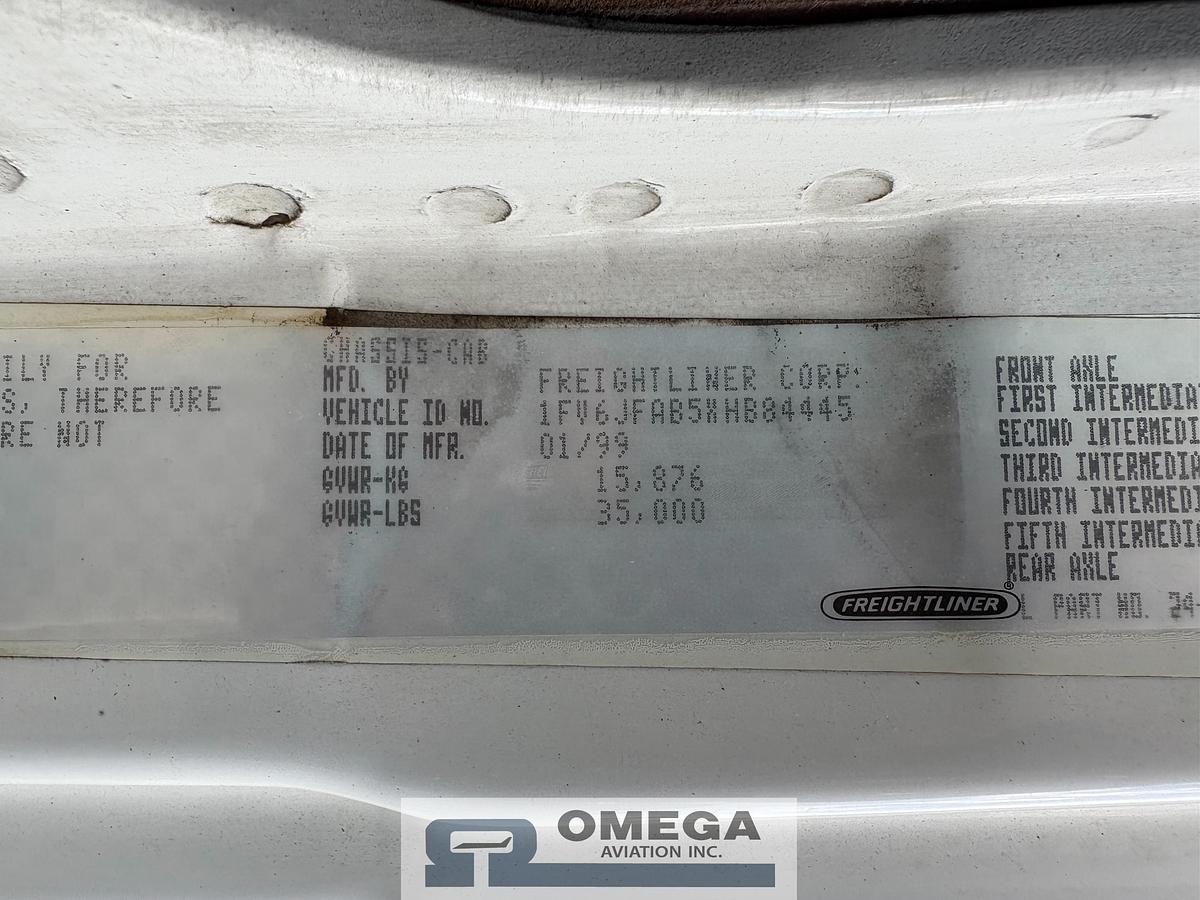 ILY FOR
S, THEREFORE
RE NOT
CHASSIS-CAB
MFD. BY FREIGHTLINER CORP.
VEHICLE ID NO. 1FV6JFAB5XHB84445
DATE OF MFR. 01/99
GVWR-KG 15,876
GVWR-LBS 35,000
FRONT AXLE
FIRST INTERMEDIA
SECOND INTERMEDI
THIRD INTERMEDIA
FOURTH INTERMEDI
FIFTH INTERMEDI
REAR AXLE
L PART NO. 24-
FREIGHTLINER
OMEGA
AVIATION INC.